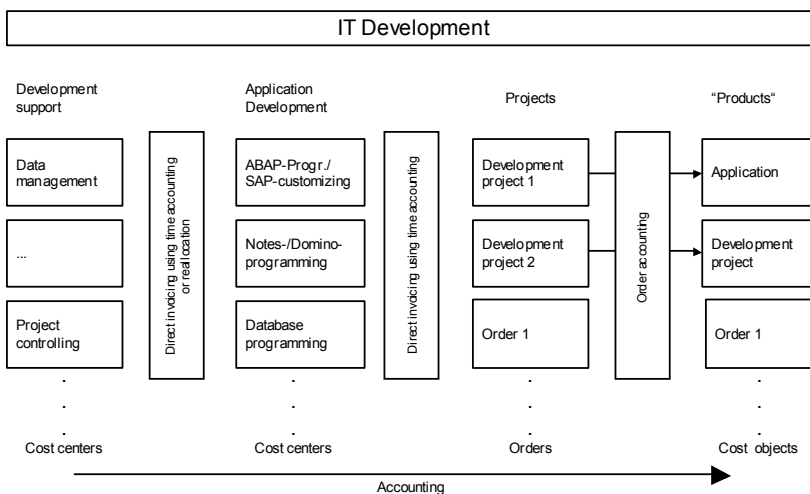 IT Development
Development
support
Application
Development
Projects
"Products“
Data
management
Direct invoicing using time accounting
or reallocation
ABAP-Progr./
SAP-customizing
Direct invoicing using time accounting
Development
project 1
Order accounting
Application
...
Notes-/Domino-
programming
Development
project 2
Development
project
Project
controlling
Database
programming
Order 1
Order 1
Cost centers
Cost centers
Orders
Cost objects
Accounting